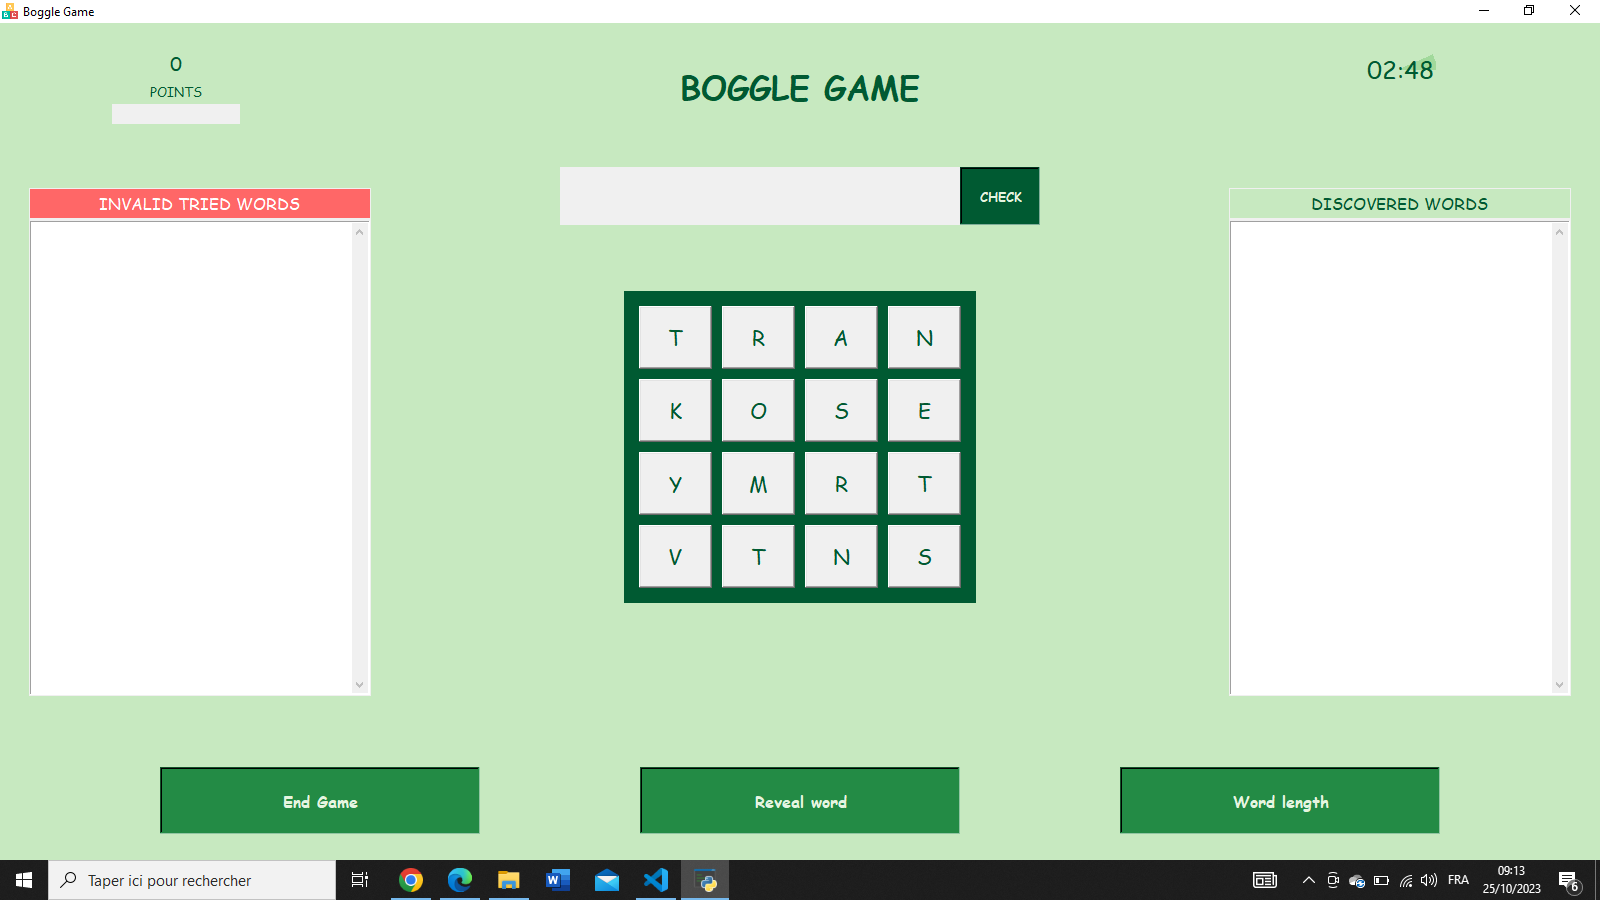 Boggle Game
0
POINTS
BOGGLE GAME
02:48
CHECK
INVALID TRIED WORDS
DISCOVERED WORDS
T R A N
K O S E
Y M R T
V T N S
End Game
Reveal word
Word length
Taper ici pour rechercher
FRA
09:13
25/10/2023
6